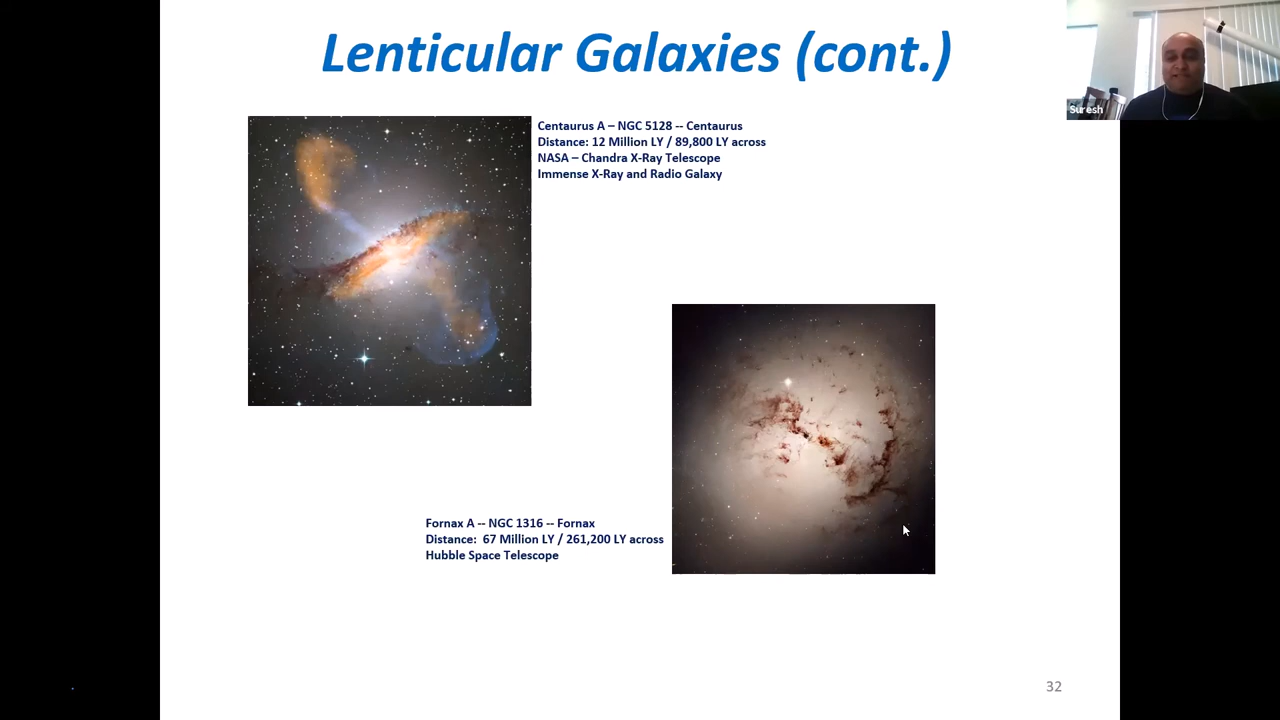 Lenticular Galaxies (cont.)
Suresh
Centaurus A – NGC 5128 -- Centaurus
Distance: 12 Million LY / 89,800 LY across
NASA – Chandra X-Ray Telescope
Immense X-Ray and Radio Galaxy
Fornax A -- NGC 1316 -- Fornax
Distance:  67 Million LY / 261,200 LY across
Hubble Space Telescope
32